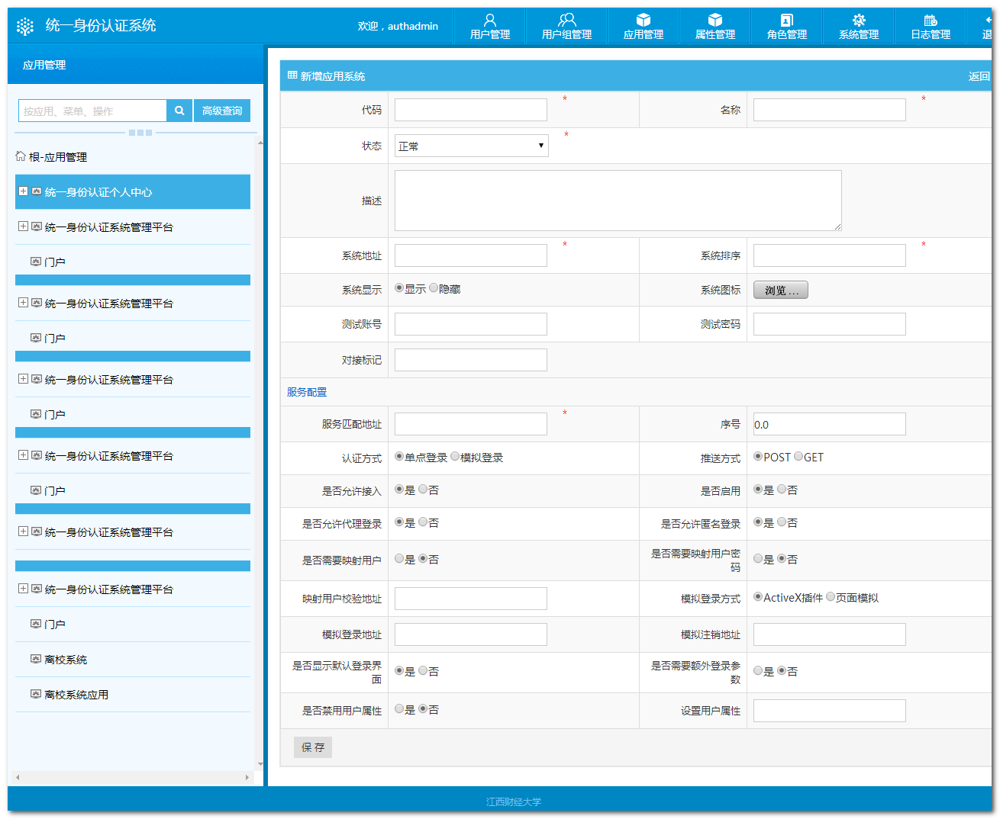 统一身份认证系统
欢迎，authadmin
用户管理
用户组管理
应用管理
属性管理
角色管理
系统管理
日志管理
退
应用管理
按应用、菜单、操作
高级查询
根-应用管理
统一身份认证个人中心
统一身份认证系统管理平台
门户
统一身份认证系统管理平台
门户
统一身份认证系统管理平台
门户
统一身份认证系统管理平台
门户
统一身份认证系统管理平台
统一身份认证系统管理平台
门户
离校系统
离校系统应用
新增应用系统 返回
代码 * 名称 *
状态 正常 *
描述
系统地址 * 系统排序 *
系统显示 显示 隐藏 系统图标 浏览 ...
测试账号 测试密码
对接标记
服务配置
服务匹配地址 * 序号 0.0
认证方式 单点登录 模拟登录 推送方式 POST GET
是否允许接入 是 否 是否启用 是 否
是否允许代理登录 是 否 是否允许匿名登录 是 否
是否需要映射用户 是 否 是否需要映射用户密
码 是 否
映射用户校验地址 模拟登录方式 ActiveX插件 页面模拟
模拟登录地址 模拟注销地址
是否显示默认登录界
面 是 否 是否需要额外登录参
数 是 否
是否禁用用户属性 是 否 设置用户属性
保 存
江西财经大学